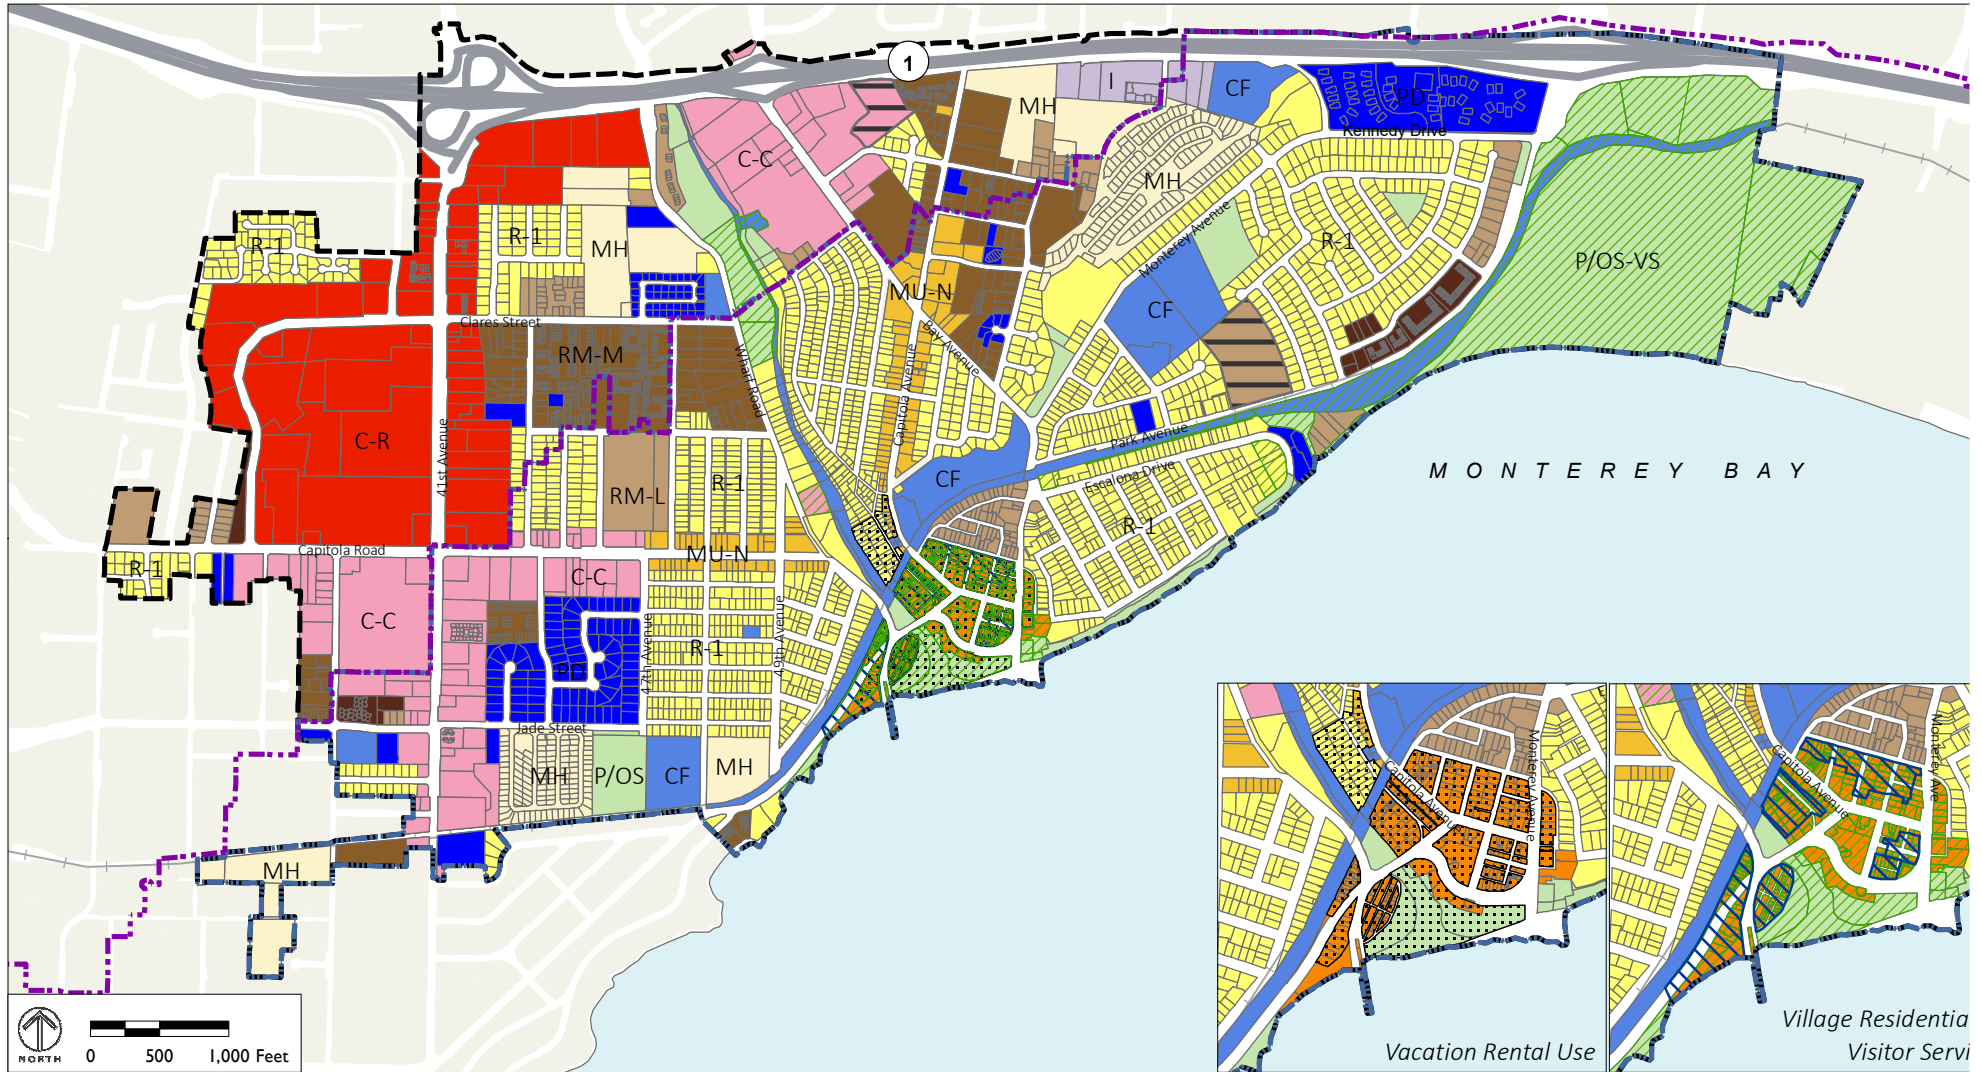 1
I
CF
PD
MH
Kennedy Drive
C-C
MH
R-1
R-1
R-1
MH
Monterey Avenue
P/OS-VS
MU-N
CF
Clares Street
RM-M
Bay Avenue
Wharf Road
Capitola Avenue
C-R
41st Avenue
Park Avenue
Escalona Drive
MONTEREY BAY
RM-L
R-1
CF
R-1
Capitola Road
MU-N
R-1
C-C
C-C
47th Avenue
R-1
49th Avenue
PD
Jade Street
MH
P/OS
CF
MH
MH
Capitola Avenue
Monterey Avenue
Capitola Avenue
Monterey Ave
NORTH
0 500 1,000 Feet
Vacation Rental Use
Village Residentia
Visitor Servi